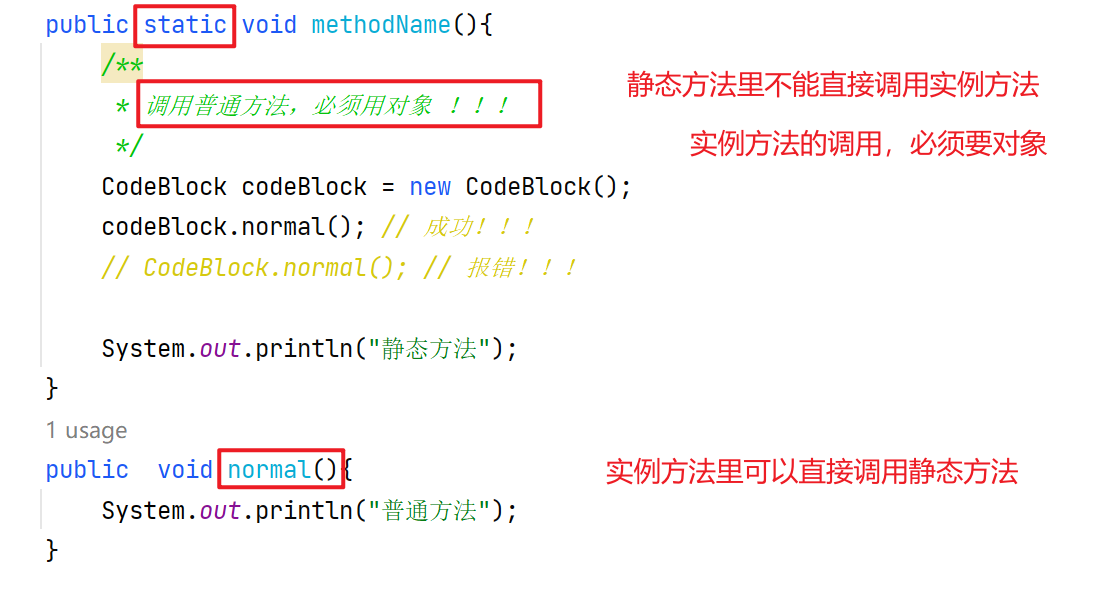 public static void methodName(){
/**
静态方法里不能直接调用实例方法
* 调用普通方法，必须用对象 ！！！
实例方法的调用，必须要对象
*/
CodeBlock codeBlock = new CodeBlock();
codeBlock.normal(); // 成功！！！
// CodeBlock.normal(); // 报错！！！
System.out.println("静态方法");
}
1 usage
public  void normal(){
实例方法里可以直接调用静态方法
System.out.println("普通方法");
}